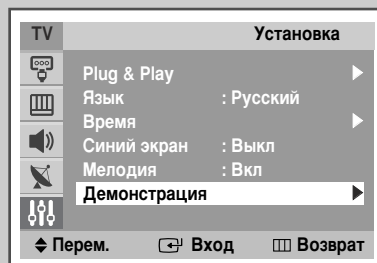 TV Установка
Plug & Play
Язык : Русский
Время
Синий экран : Выкл
Мелодия : Вкл
Демонстрация
Перем. Вход Возврат